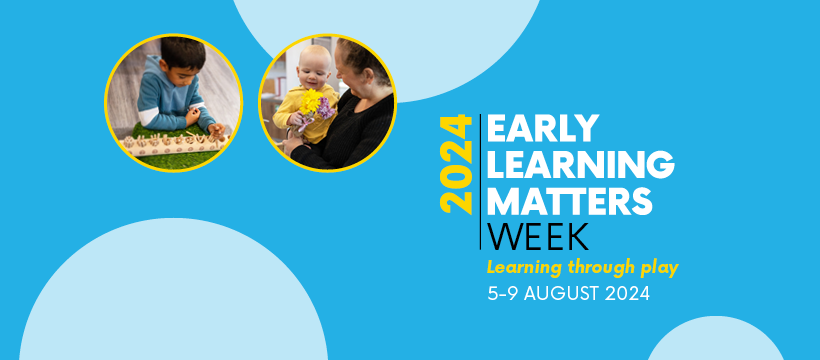 2024
EARLY
LEARNING
MATTERS
WEEK
Learning through play
5-9 AUGUST 2024